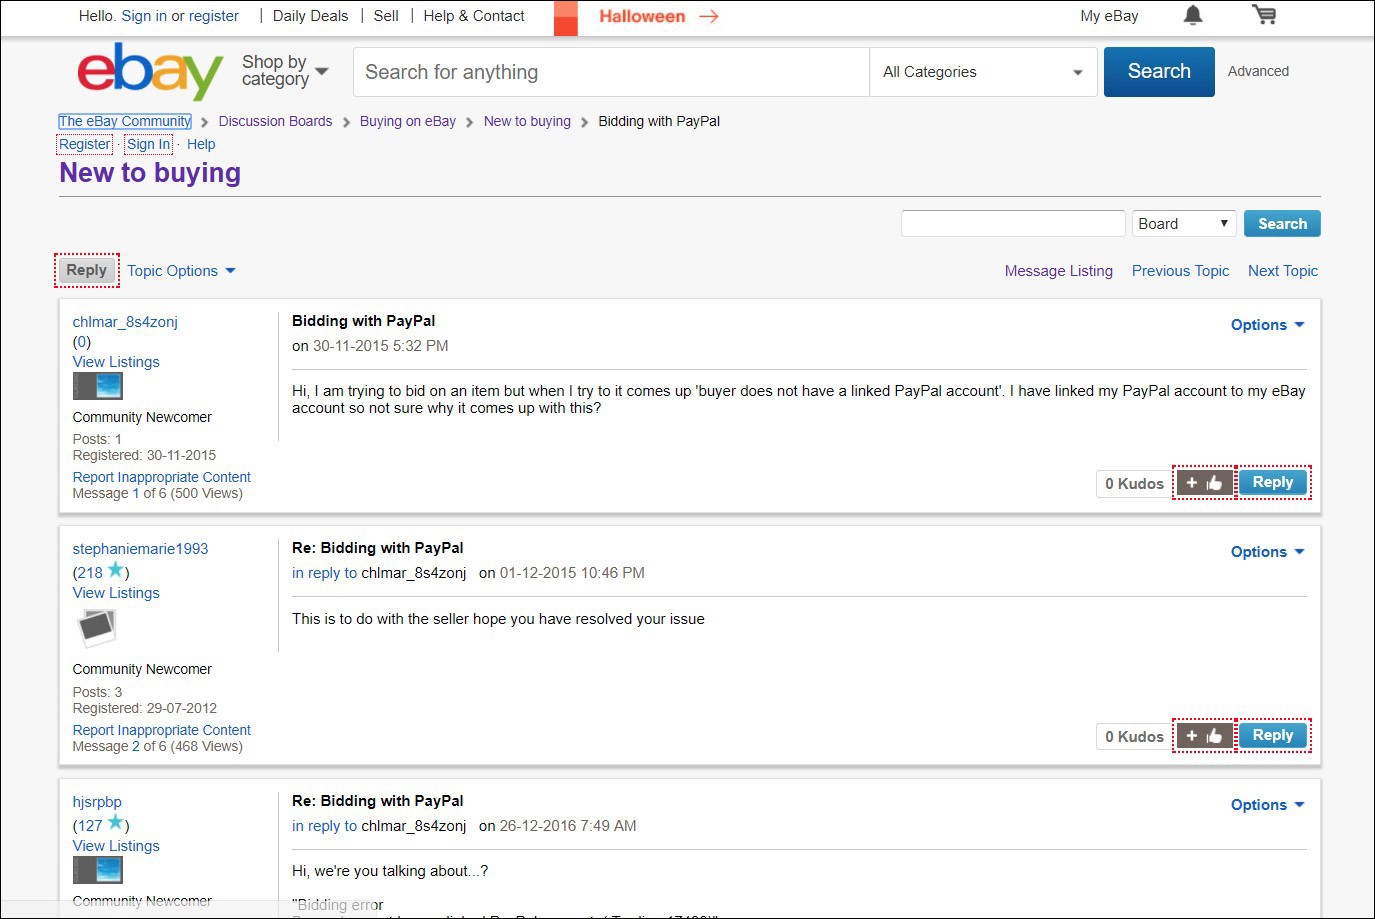 Hello. Sign in or register | Daily Deals | Sell | Help & Contact Halloween → My eBay
ebay Shop by category Search for anything All Categories Search Advanced
The eBay Community > Discussion Boards > Buying on eBay > New to buying > Bidding with PayPal
Register · Sign In · Help
New to buying
Board Search
Reply Topic Options Message Listing Previous Topic Next Topic
chlmar_8s4zonj
(0)
View Listings
Community Newcomer
Posts: 1
Registered: 30-11-2015
Report Inappropriate Content
Message 1 of 6 (500 Views)
Bidding with PayPal
Options
on 30-11-2015 5:32 PM
Hi, I am trying to bid on an item but when I try to it comes up 'buyer does not have a linked PayPal account'. I have linked my PayPal account to my eBay
account so not sure why it comes up with this?
0 Kudos + Reply
stephaniemarie1993
(218)
View Listings
Community Newcomer
Posts: 3
Registered: 29-07-2012
Report Inappropriate Content
Message 2 of 6 (468 Views)
Re: Bidding with PayPal
Options
in reply to chlmar_8s4zonj on 01-12-2015 10:46 PM
This is to do with the seller hope you have resolved your issue
0 Kudos + Reply
hjsrpbp
(127)
View Listings
Community Newcomer
Re: Bidding with PayPal
Options
in reply to chlmar_8s4zonj on 26-12-2016 7:49 AM
Hi, we're you talking about...?
"Bidding error